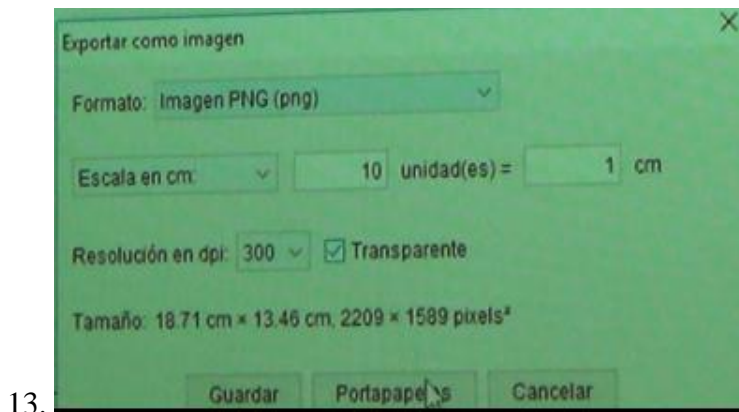 Exportar como imagen
Formato: Imagen PNG (png)
Escala en cm: 10 unidad(es) = 1 cm
Resolución en dpi: 300 Transparente
Tamaño: 18.71 cm × 13.46 cm, 2209 × 1589 pixels²
Guardar Portapapeles Cancelar
13.